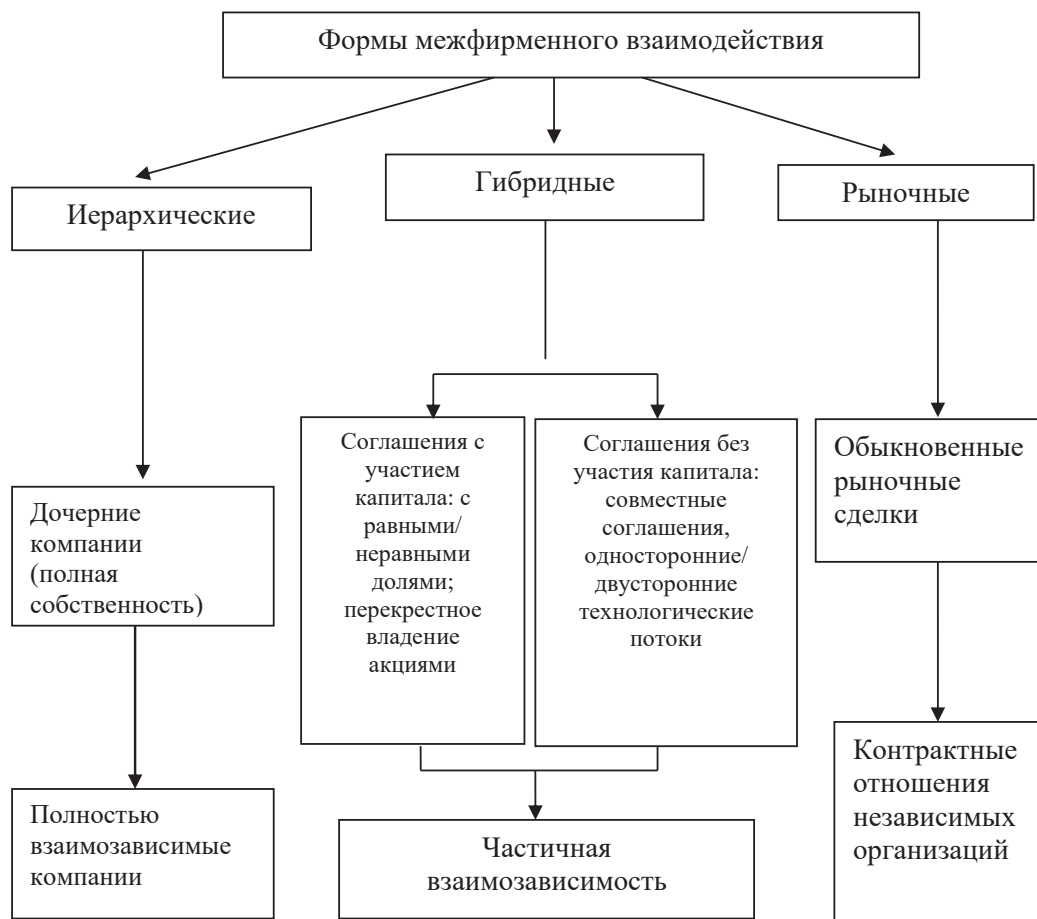 Формы межфирменного взаимодействия
Иерархические
Гибридные
Рыночные
Дочерние
компании
(полная
собственность)
Соглашения с
участием
капитала: с
равными/
неравными
долями;
перекрестное
владение
акциями
Соглашения без
участия капитала:
совместные
соглашения,
односторонние/
двусторонние
технологические
потоки
Обыкновенные
рыночные
сделки
Полностью
взаимозависимые
компании
Частичная
взаимозависимость
Контрактные
отношения
независимых
организаций